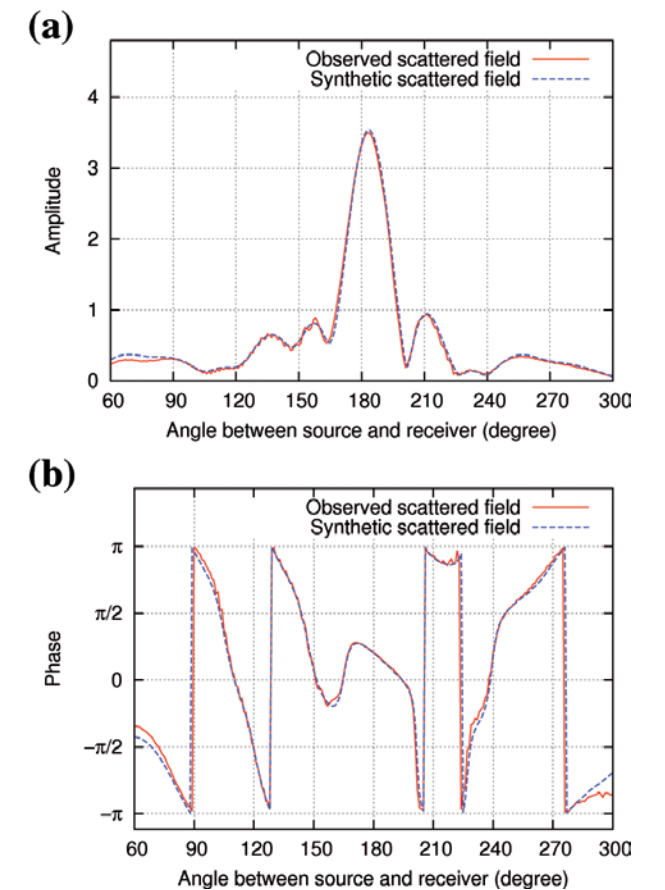 (a)
Observed scattered field
Synthetic scattered field
4
3
2
1
0
Amplitude
60 90 120 150 180 210 240 270 300
Angle between source and receiver (degree)
(b)
Observed scattered field
Synthetic scattered field
π
π/2
0
−π/2
−π
Phase
60 90 120 150 180 210 240 270 300
Angle between source and receiver (degree)